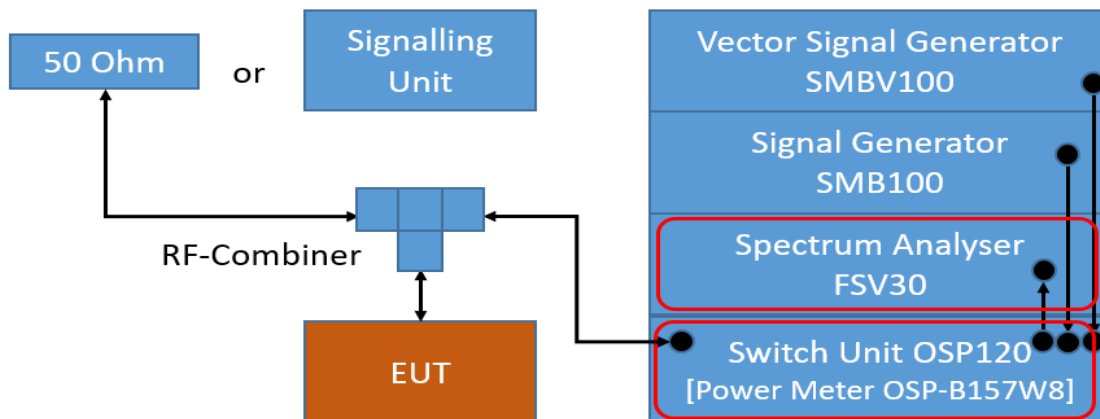 50 Ohm
or
Signalling
Unit
Vector Signal Generator
SMBV100
Signal Generator
SMB100
RF-Combiner
Spectrum Analyser
FSV30
EUT
Switch Unit OSP120
[Power Meter OSP-B157W8]